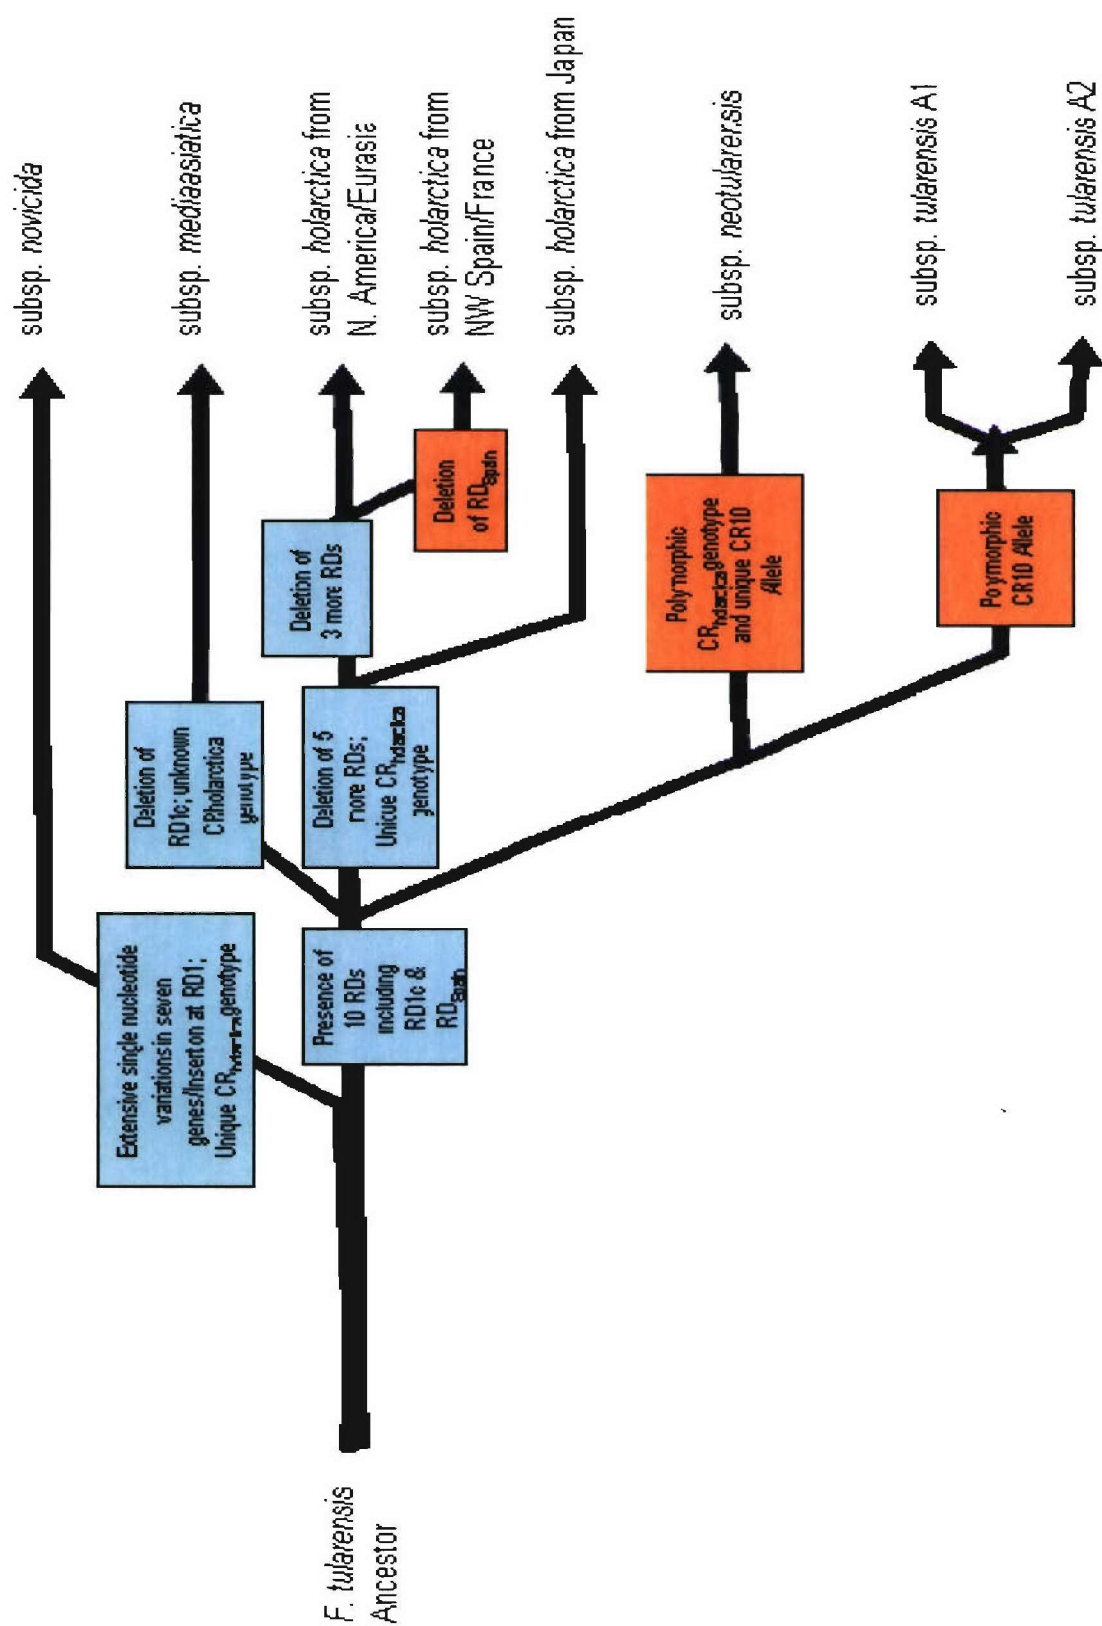 subsp. novicida
subsp. mediaasiatica
subsp. holarctica from
N. America/Eurasia
subsp. holarctica from
NW Spain/France
subsp. holarctica from Japan
subsp. neotularensis
subsp. tularensis A1
subsp. tularensis A2
Extensive single nucleotide
variations in seven
genes/Insert on at RD1;
Unique CR genotype
Deletion of
RD1c; unknown
CRholarctica
genotype
Presence of
10 RDs
including
RD1c &
RDSpain
Deletion of 5
more RDs;
Unicue CRholarctica
genotype
Deletion of
3 more RDs
Deletion
of RDSpain
Polymorphic
CRholarctica genotype
and unique CR10
Allele
Poymorphic
CR10 Allele
F. tularensis
Ancestor